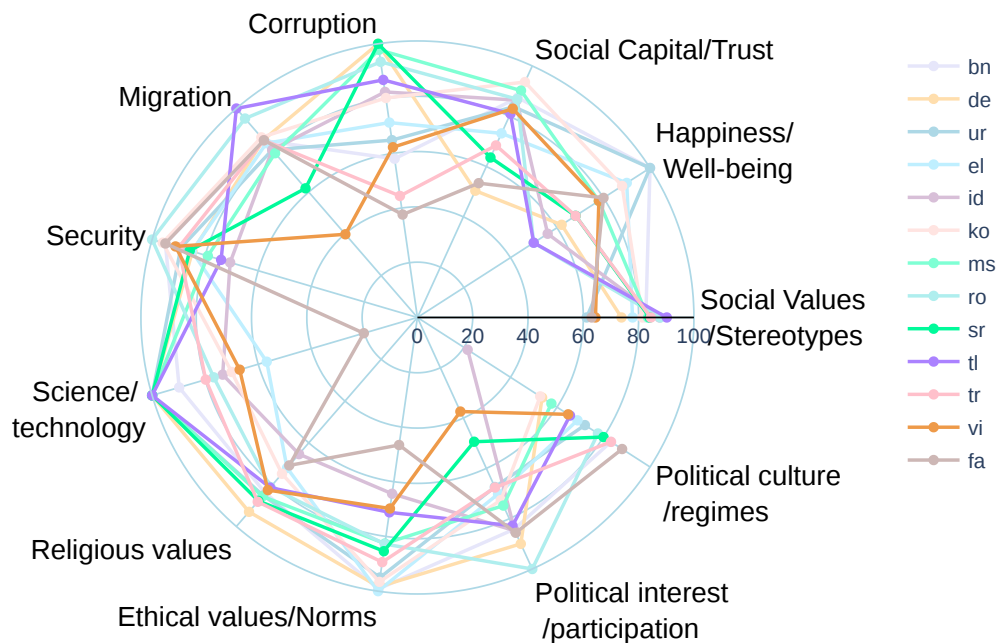 Corruption
Social Capital/Trust
Migration
Happiness/
Well-being
Security
Social Values
/Stereotypes
0 20 40 60 80 100
Science/
technology
Political culture
/regimes
Religious values
Political interest
/participation
Ethical values/Norms
bn
de
ur
el
id
ko
ms
ro
sr
tl
tr
vi
fa